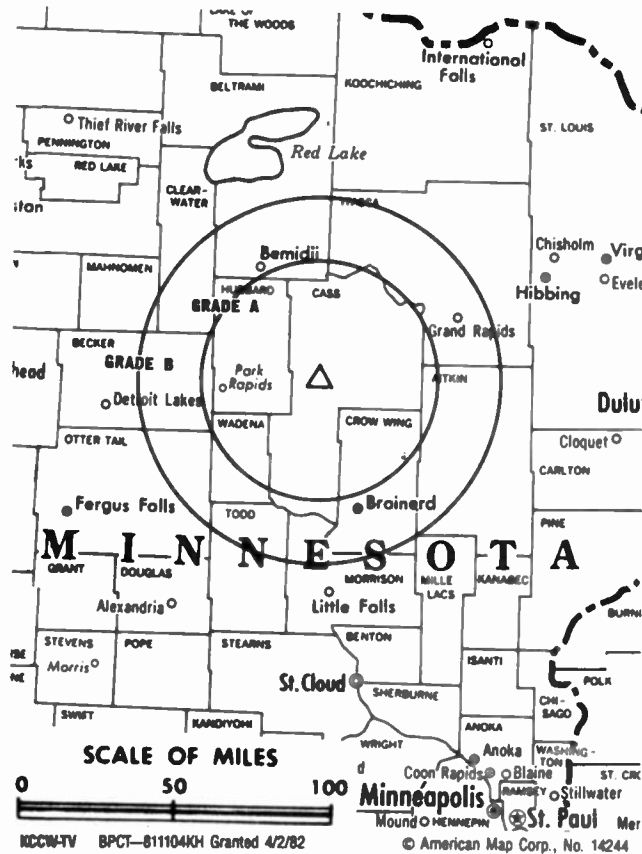 LAKE OF
THE WOODS
International
Falls
BELTRAMI
KOOCHICHING
Thief River Falls
ST. LOUIS
PENNINGTON
Red Lake
RED LAKE
CLEAR-
WATER
ITASCA
Chisholm
Bemidji
MAHNOMEN
Hibbing
HUBBARD
CASS
GRADE A
Grand Rapids
BECKER
GRADE B
Park
Rapids
AITKIN
Detroit Lakes
WADENA
CROW WING
OTTER TAIL
Cloquet
CARLTON
Fergus Falls
TODD
Brainerd
PINE
MINNESOTA
GRANT
DOUGLAS
MORRISON
MILLE
LACS
KANABEC
Alexandria
Little Falls
STEVENS
POPE
STEARNS
BENTON
Morris
ISANTI
POLK
St. Cloud
SHERBURNE
CHI-
SAGO
SWIFT
KANDIYOHI
ANOKA
WRIGHT
WASHING-
TON
SCALE OF MILES
Anoka
Coon Rapids
Blaine
ST. CRO
0 50 100
Minneapolis
RAMSEY
Stillwater
Mound
HENNEPIN
St. Paul
KCCW-TV BPCT—811104KH Granted 4/2/82
© American Map Corp., No. 14244